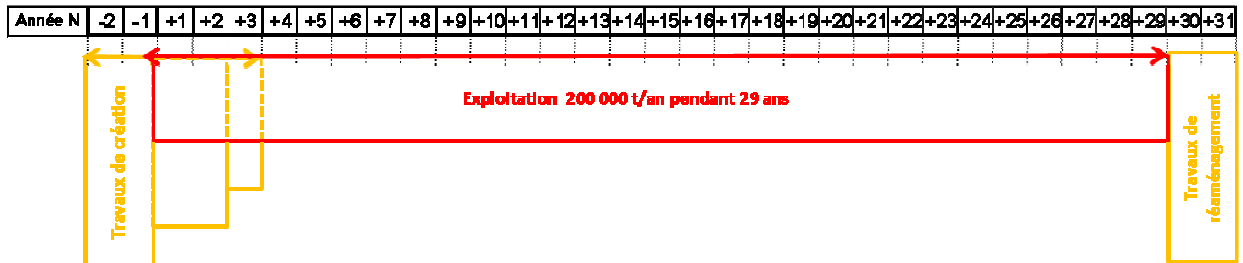 Année N -2 -1 +1 +2 +3 +4 +5 +6 +7 +8 +9 +10 +11 +12 +13 +14 +15 +16 +17 +18 +19 +20 +21 +22 +23 +24 +25 +26 +27 +28 +29 +30 +31
Exploitation 200 000 t/an pendant 29 ans
Travaux de création
Travaux de
réaménagement